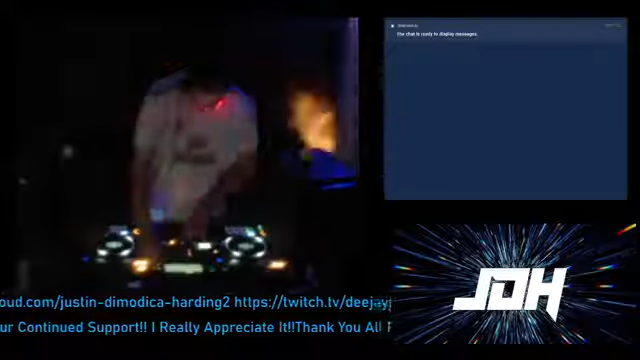 The chat is ready to display messages.
JDH
oud.com/justin-dimodica-harding2 https://twitch.tv/deejay
ur Continued Support!! I Really Appreciate It!!Thank You All